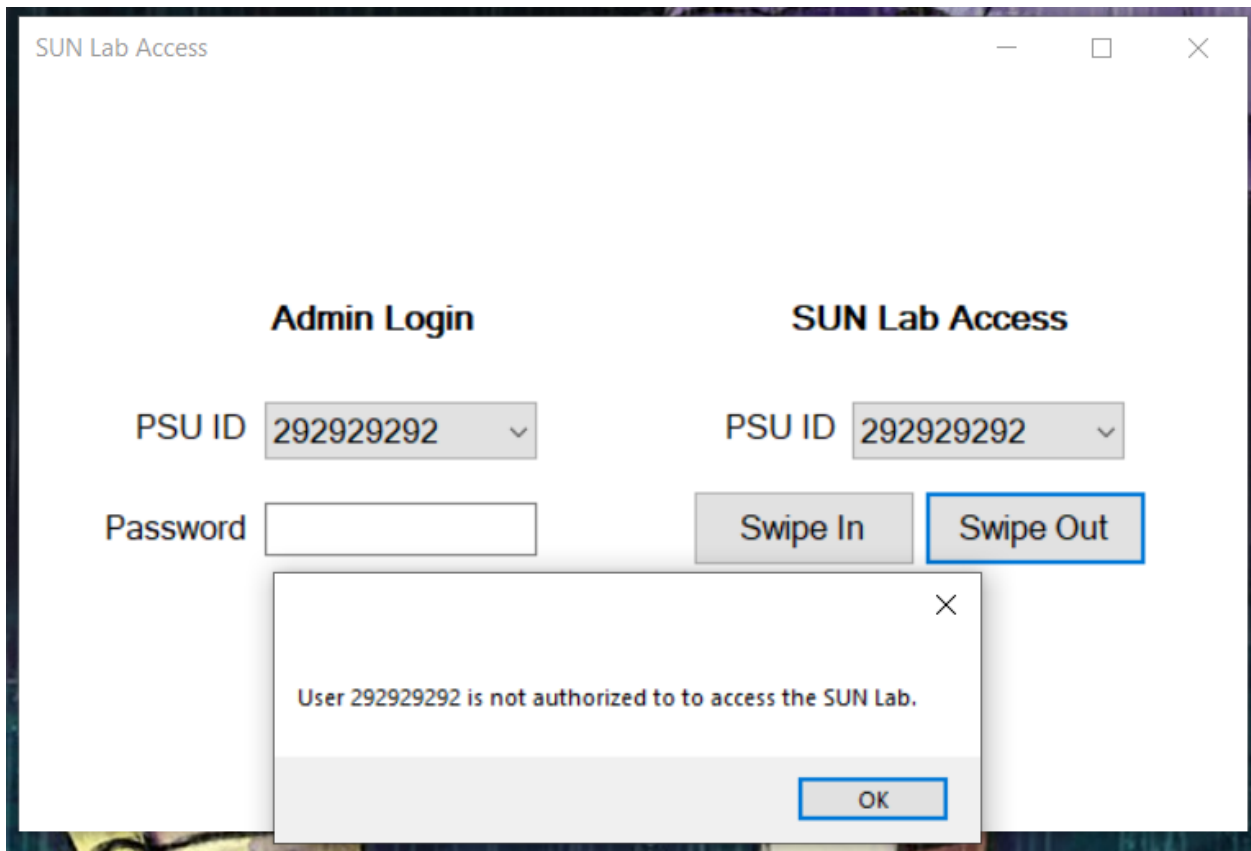 SUN Lab Access
Admin Login
SUN Lab Access
PSU ID 292929292
PSU ID 292929292
Password
Swipe In
Swipe Out
User 292929292 is not authorized to to access the SUN Lab.
OK